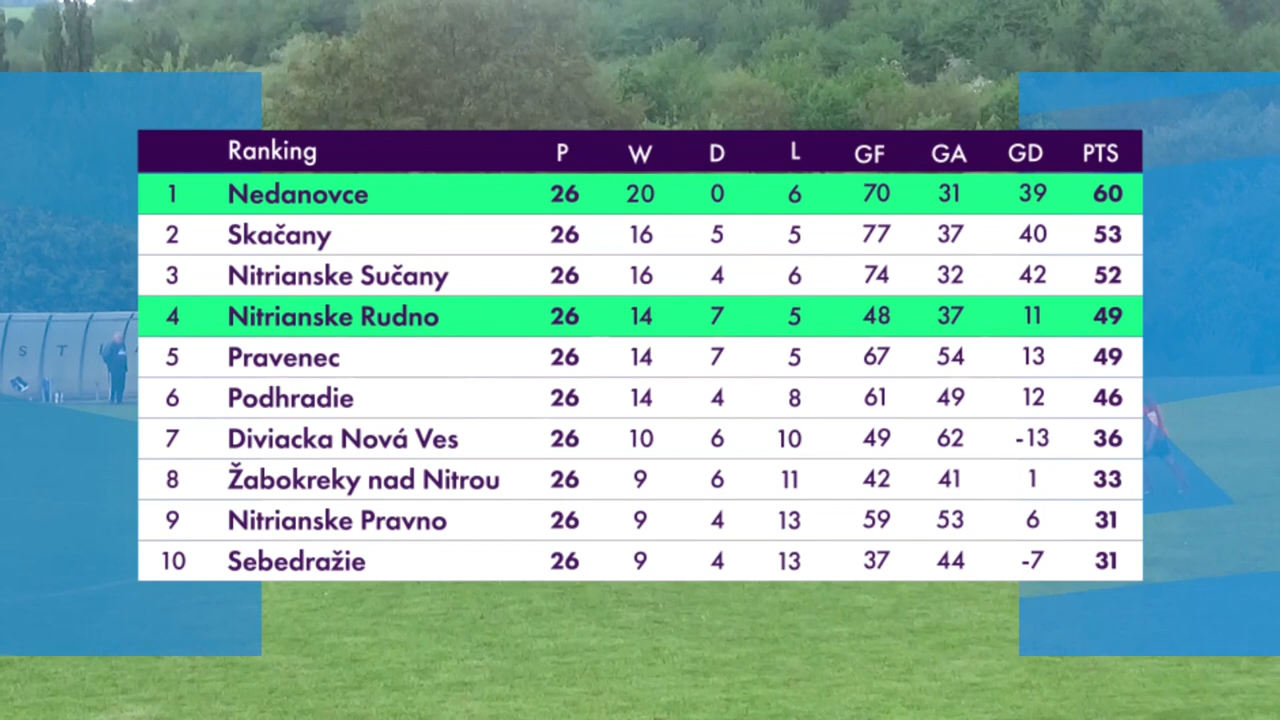 Ranking P W D L GF GA GD PTS
1 Nedanovce 26 20 0 6 70 31 39 60
2 Skačany 26 16 5 5 77 37 40 53
3 Nitrianske Sučany 26 16 4 6 74 32 42 52
4 Nitrianske Rudno 26 14 7 5 48 37 11 49
5 Pravenec 26 14 7 5 67 54 13 49
6 Podhradie 26 14 4 8 61 49 12 46
7 Diviacka Nová Ves 26 10 6 10 49 62 -13 36
8 Žabokreky nad Nitrou 26 9 6 11 42 41 1 33
9 Nitrianske Pravno 26 9 4 13 59 53 6 31
10 Sebedražie 26 9 4 13 37 44 -7 31